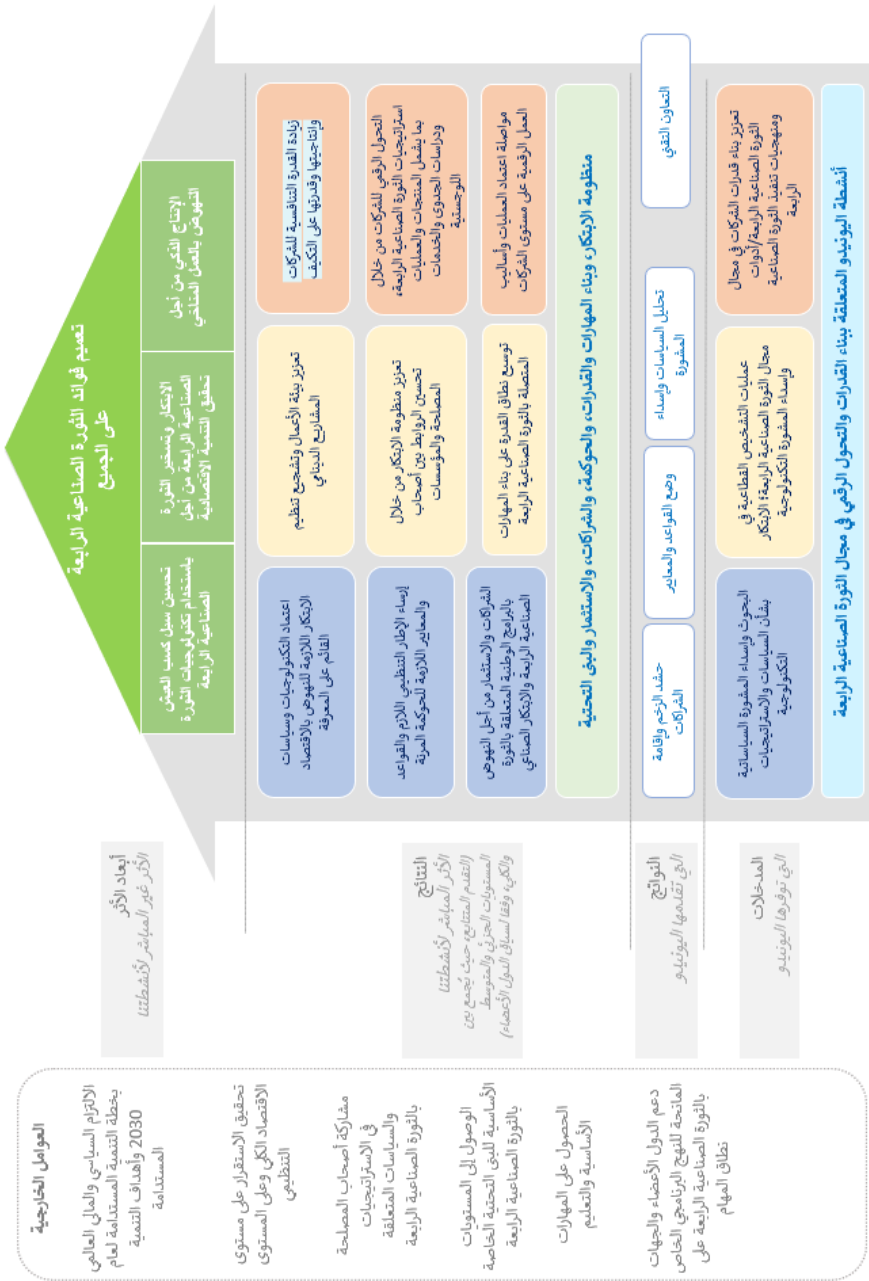 تعميم فوائد الثورة الصناعية الرابعة
على الجميع
الإنتاج الذكي من أجل
النهوض بالعمل المناخي
الابتكار وتسخير الثورة
الصناعية الرابعة من أجل
تحقيق التنمية الاقتصادية
تحسين سبل كسب العيش
باستخدام تكنولوجيات الثورة
الصناعية الرابعة
زيادة القدرة التنافسية للشركات
وإنتاجيتها وقدرتها على التكيف
تعزيز بيئة الأعمال وتشجيع تنظيم
المشاريع الدينامي
اعتماد التكنولوجيات وسياسات
الابتكار اللازمة للنهوض بالاقتصاد
القائم على المعرفة
التحول الرقمي للشركات من خلال
استراتيجيات الثورة الصناعية الرابعة،
بما يشمل المنتجات والعمليات
ودراسات الجدوى والخدمات
اللوجستية
تعزيز منظومة الابتكار من خلال
تحسين الروابط بين أصحاب
المصلحة والمؤسسات
إرساء الإطار التنظيمي اللازم والقواعد
والمعايير اللازمة للحوكمة المرنة
مواصلة اعتماد العمليات وأساليب
العمل الرقمية على مستوى الشركات
توسيع نطاق القدرة على بناء المهارات
المتصلة بالثورة الصناعية الرابعة
الشراكات والاستثمار من أجل النهوض
بالبرامج الوطنية المتعلقة بالثورة
الصناعية الرابعة والابتكار الصناعي
منظومة الابتكار، وبناء المهارات والقدرات، والحوكمة، والشراكات، والاستثمار والبنى التحتية
التعاون التقني
تحليل السياسات وإسداء
المشورة
وضع القواعد والمعايير
حشد الزخم وإقامة
الشراكات
تعزيز بناء قدرات الشركات في مجال
الثورة الصناعية الرابعة/أدوات
ومنهجيات تنفيذ الثورة الصناعية
الرابعة
عمليات التشخيص القطاعية في
مجال الثورة الصناعية الرابعة؛ الابتكار
وإسداء المشورة التكنولوجية
البحوث وإسداء المشورة السياساتية
بشأن السياسات والاستراتيجيات
التكنولوجية
أنشطة اليونيدو المتعلقة ببناء القدرات والتحول الرقمي في مجال الثورة الصناعية الرابعة
أبعاد الأثر
الأثر غير المباشر لأنشطتنا
النتائج
الأثر المباشر لأنشطتنا
(التقدم المتتابع، حيث يُجمع بين
المستويات الجزئي والمتوسط
والكلي، وفقا لسياق الدول الأعضاء)
النواتج
التي تقدمها اليونيدو
المدخلات
التي توفرها اليونيدو
العوامل الخارجية
الالتزام السياسي والمالي العالمي
بخطة التنمية المستدامة لعام
2030 وأهداف التنمية
المستدامة
تحقيق الاستقرار على مستوى
الاقتصاد الكلي وعلى المستوى
التنظيمي
مشاركة أصحاب المصلحة
في الاستراتيجيات
والسياسات المتعلقة
بالثورة الصناعية الرابعة
الوصول إلى المستويات
الأساسية للبنى التحتية الخاصة
بالثورة الصناعية الرابعة
الحصول على المهارات
الأساسية والتعليم
دعم الدول الأعضاء والجهات
المانحة للنهج البرنامجي الخاص
بالثورة الصناعية الرابعة على
نطاق المهام